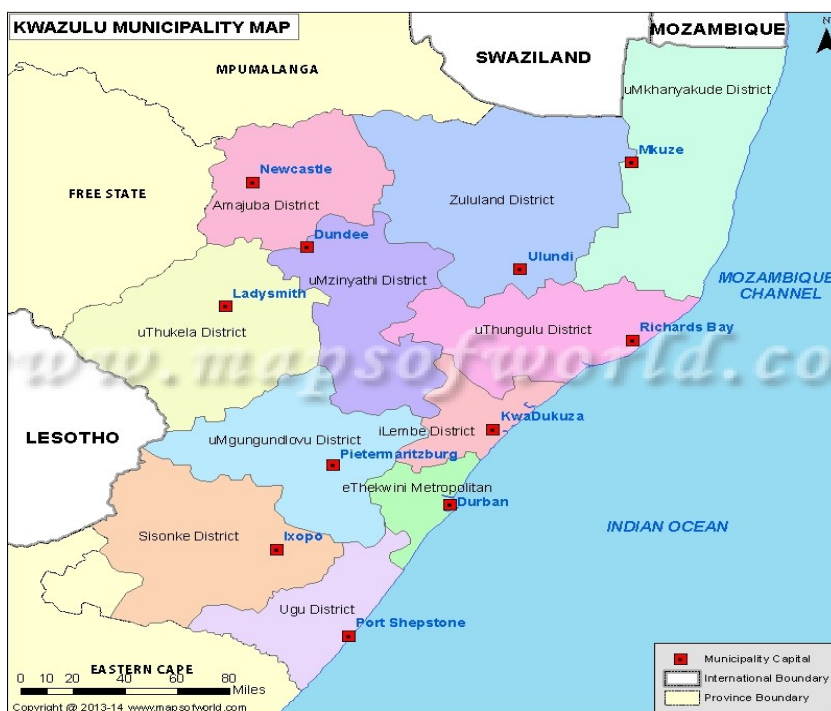 KWAZULU MUNICIPALITY MAP
MOZAMBIQUE
N
SWAZILAND
MPUMALANGA
uMkhanyakude District
Mkuze
Newcastle
FREE STATE
Amajuba District
Zululand District
Dundee
Ulundi
uMzinyathi District
MOZAMBIQUE
CHANNEL
Ladysmith
uThukela District
uThungulu District
Richards Bay
www.mapsofworld.co
KwaDukuza
iLembe District
LESOTHO
uMgungundlovu District
Pietermaritzburg
eThekwini Metropolitan
Durban
INDIAN OCEAN
Sisonke District
Ixopo
Ugu District
Port Shepstone
EASTERN CAPE
Municipality Capital
International Boundary
Province Boundary
0 10 20 40 60 80
Miles
Copyright @ 2013-14 www.mapsofworld.com